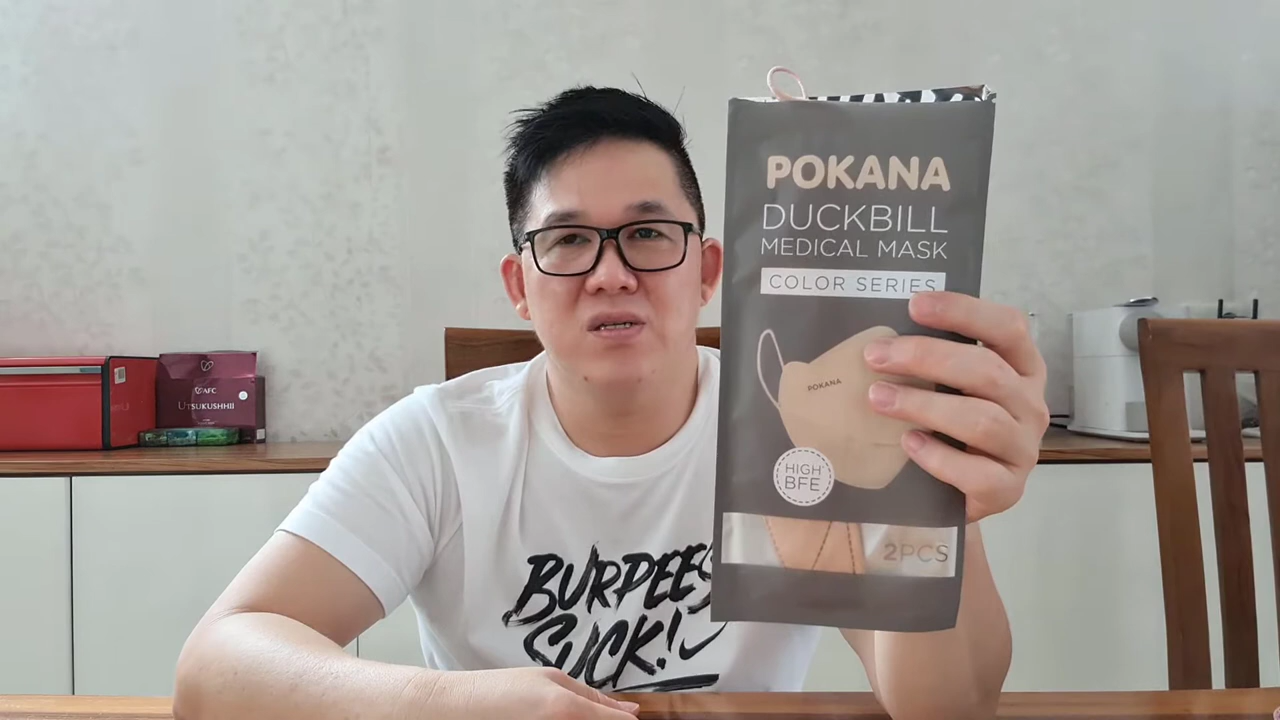 POKANA
DUCKBILL
MEDICAL MASK
COLOR SERIES
POKANA
HIGH
BFE
2PCS
BURPEES
SUCK!
AFC
UTSUKUSHHII